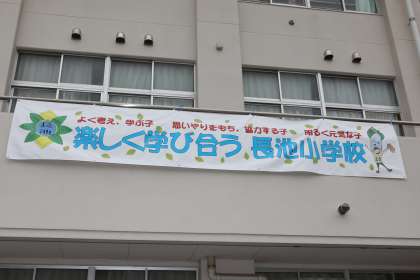 よく考え、学ぶ子 思いやりをもち、協力する子 明るく元気な子
長池
楽しく学び合う 長池小学校